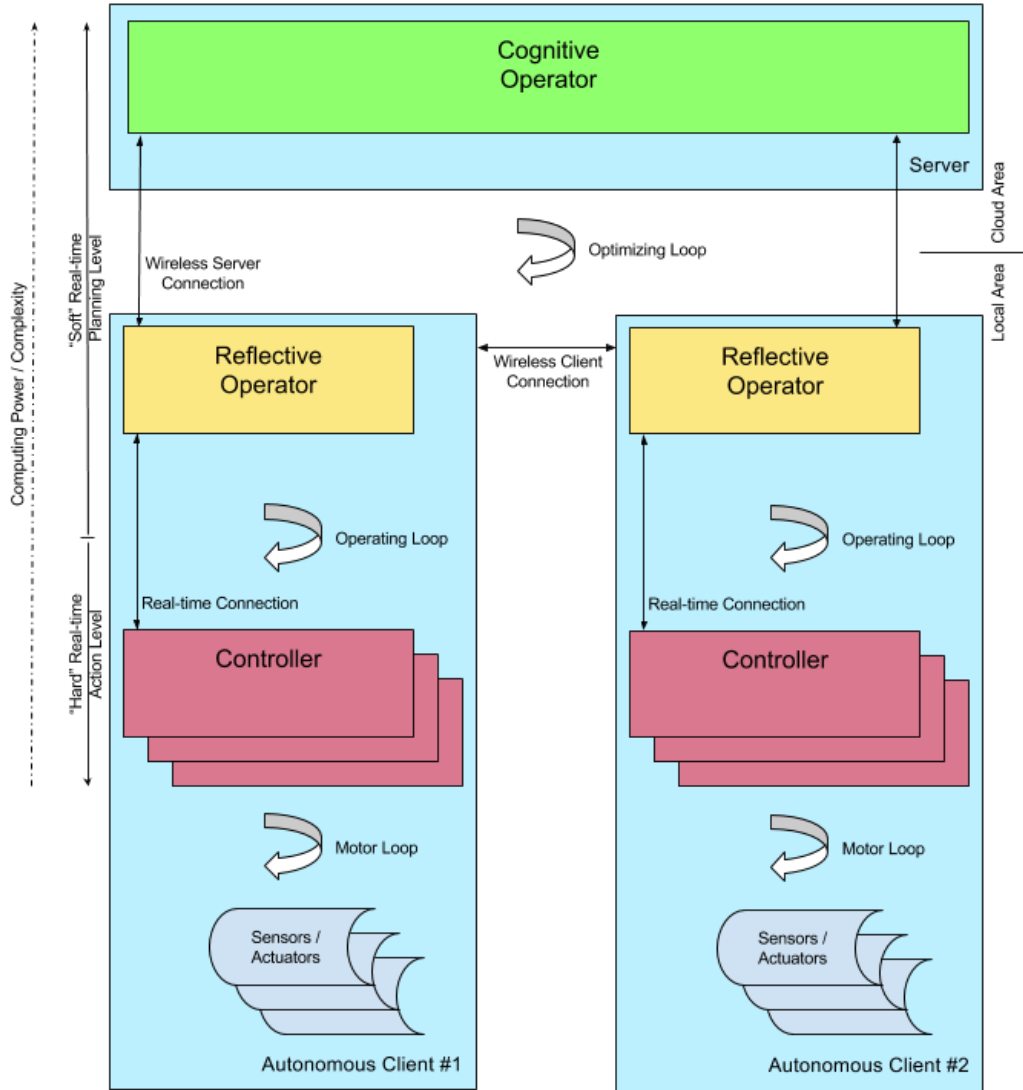 Cognitive
Operator
Server
Cloud Area
Local Area
Optimizing Loop
Wireless Server
Connection
Computing Power / Complexity
"Soft" Real-time
Planning Level
"Hard" Real-time
Action Level
Reflective
Operator
Wireless Client
Connection
Reflective
Operator
Operating Loop
Operating Loop
Real-time Connection
Real-time Connection
Controller
Controller
Motor Loop
Motor Loop
Sensors /
Actuators
Sensors /
Actuators
Autonomous Client #1
Autonomous Client #2